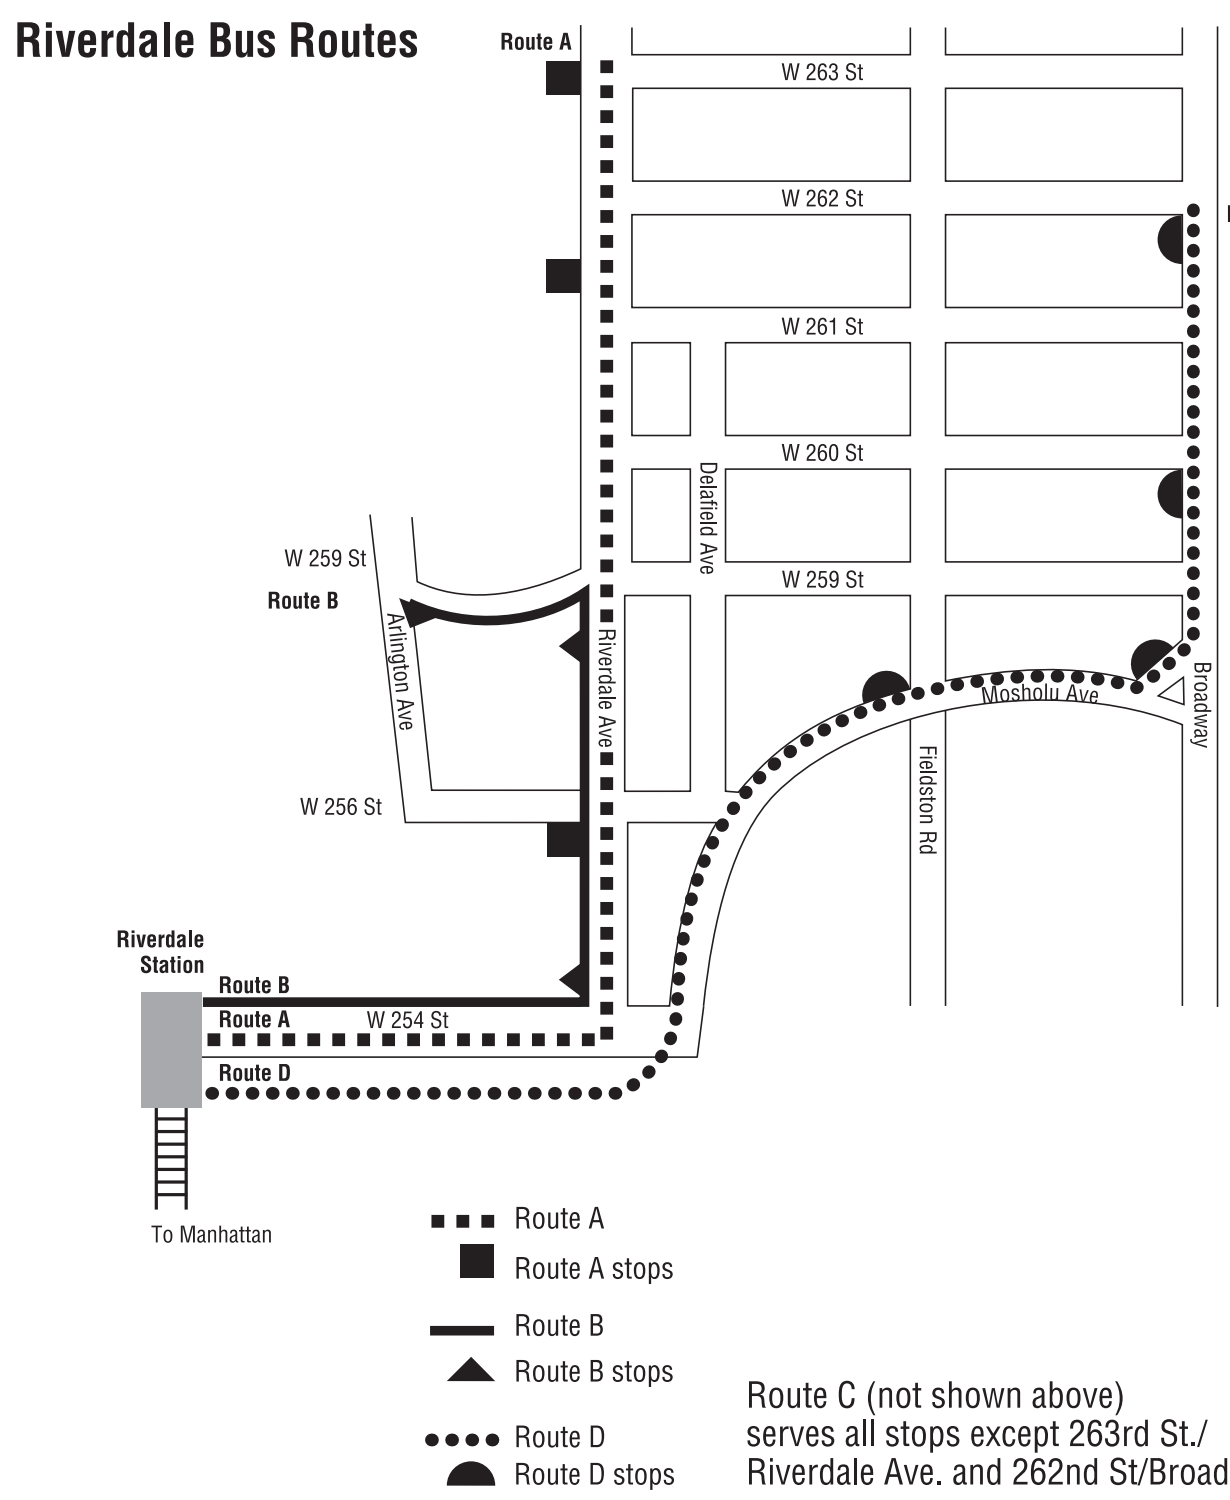 Riverdale Bus Routes
Route A
W 263 St
W 262 St
W 261 St
W 260 St
Delafield Ave
W 259 St
W 259 St
Route B
Arlington Ave
Riverdale Ave
Mosholu Ave
Broadway
Fieldston Rd
W 256 St
Riverdale
Station
Route B
Route A
W 254 St
Route D
To Manhattan
Route A
Route A stops
Route B
Route B stops
Route D
Route D stops
Route C (not shown above)
serves all stops except 263rd St./
Riverdale Ave. and 262nd St/Broad